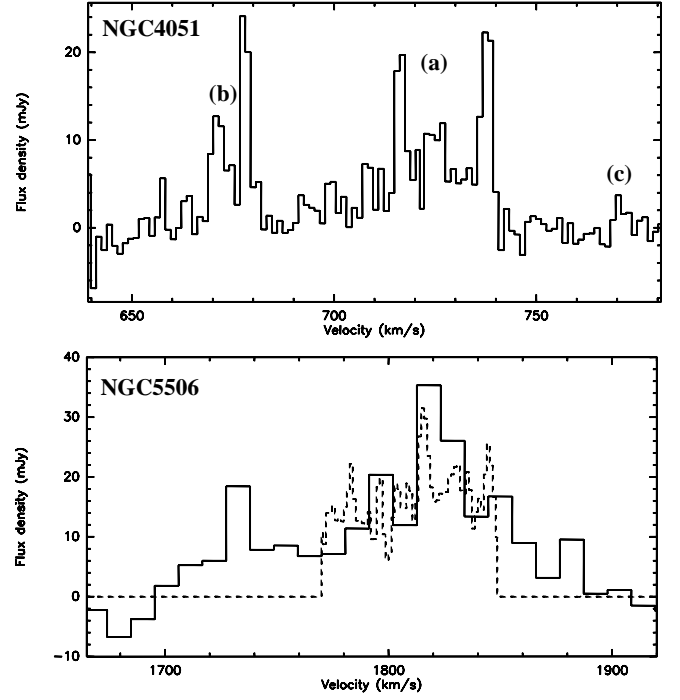 NGC4051
(a)
(b)
(c)
20
10
0
Flux density (mJy)
650 700 750
Velocity (km/s)
NGC5506
40
30
20
10
0
−10
Flux density (mJy)
1700 1800 1900
Velocity (km/s)